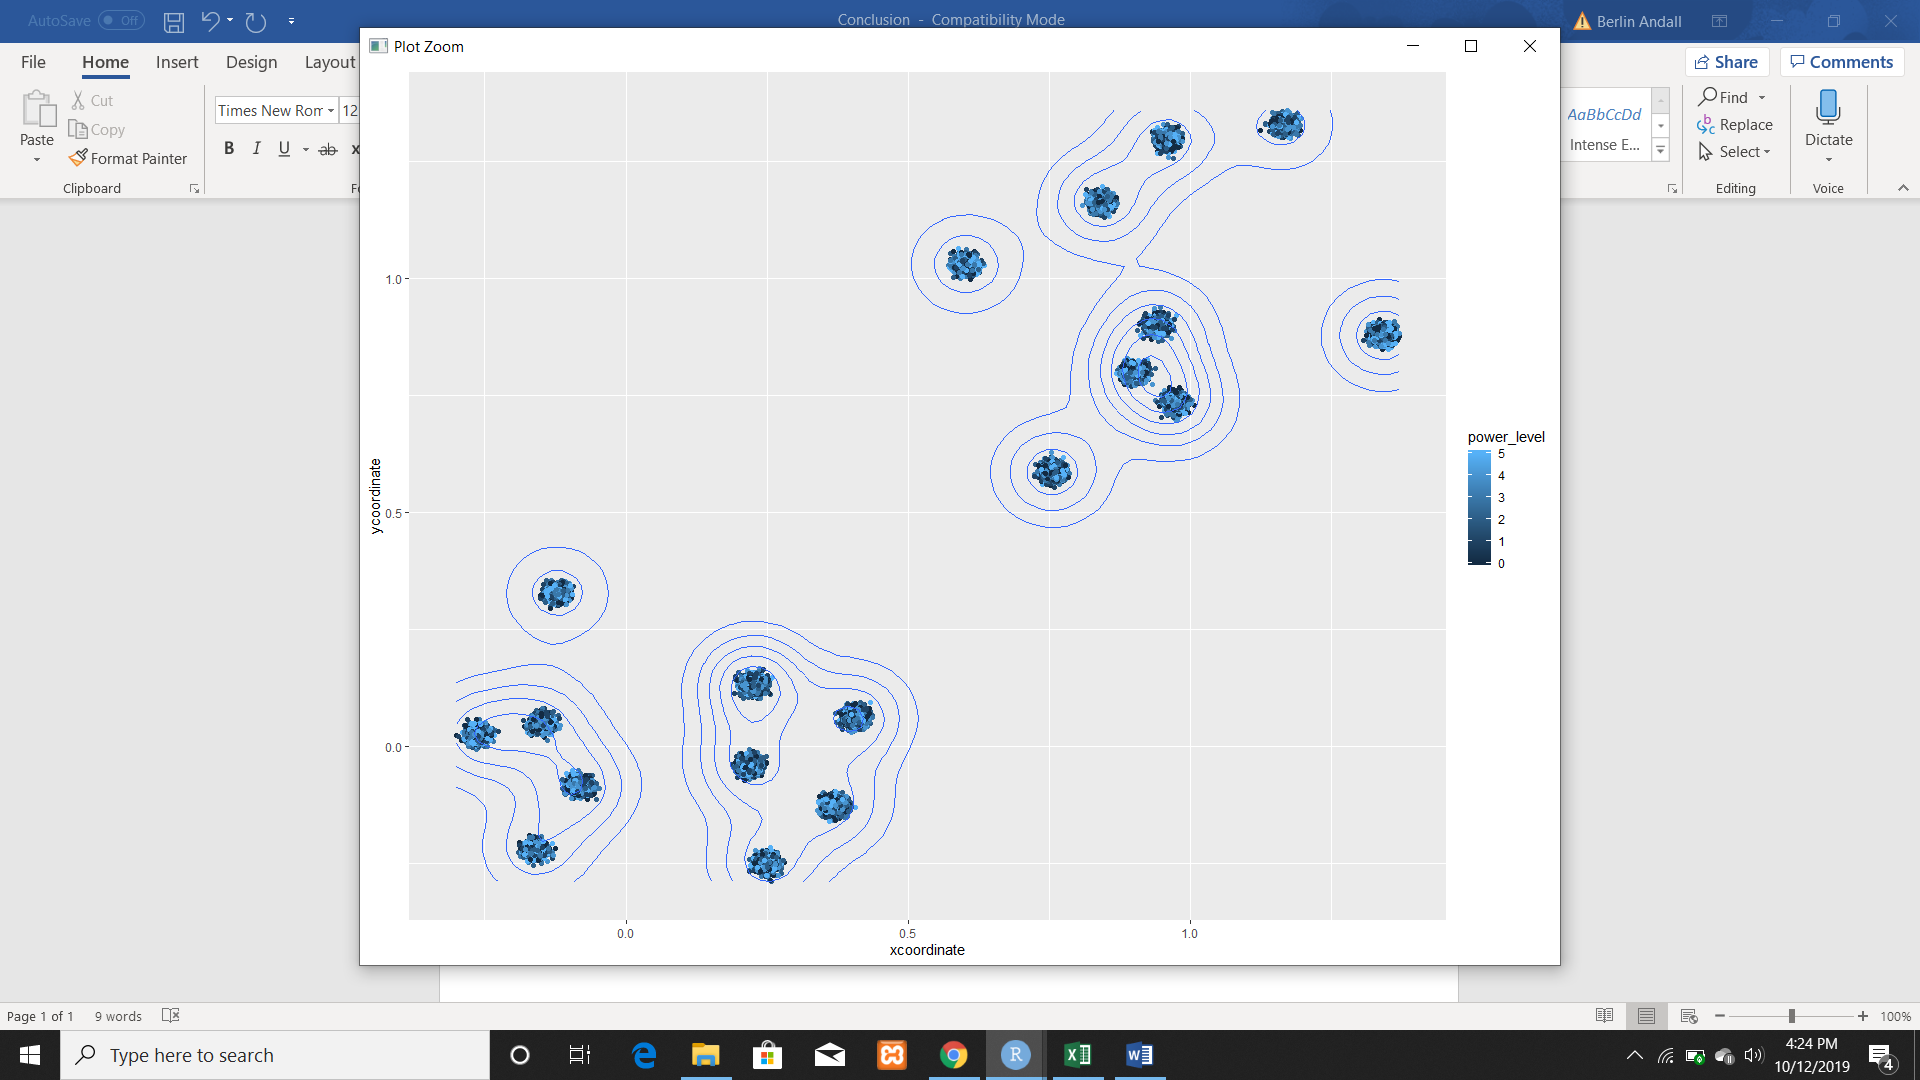 AutoSave Off
Conclusion - Compatibility Mode
Berlin Andall
Plot Zoom
File Home Insert Design Layout
Share Comments
Paste
Cut
Copy
Format Painter
Clipboard
Times New Ron 12
B I U ab x
AaBbCcDd
Intense E...
Find
Replace
Select
Editing
Dictate
Voice
1.0
0.5
0.0
ycoordinate
0.0 0.5 1.0
xcoordinate
power_level
5
4
3
2
1
0
Page 1 of 1 9 words
100%
Type here to search
R
4:24 PM
10/12/2019
4